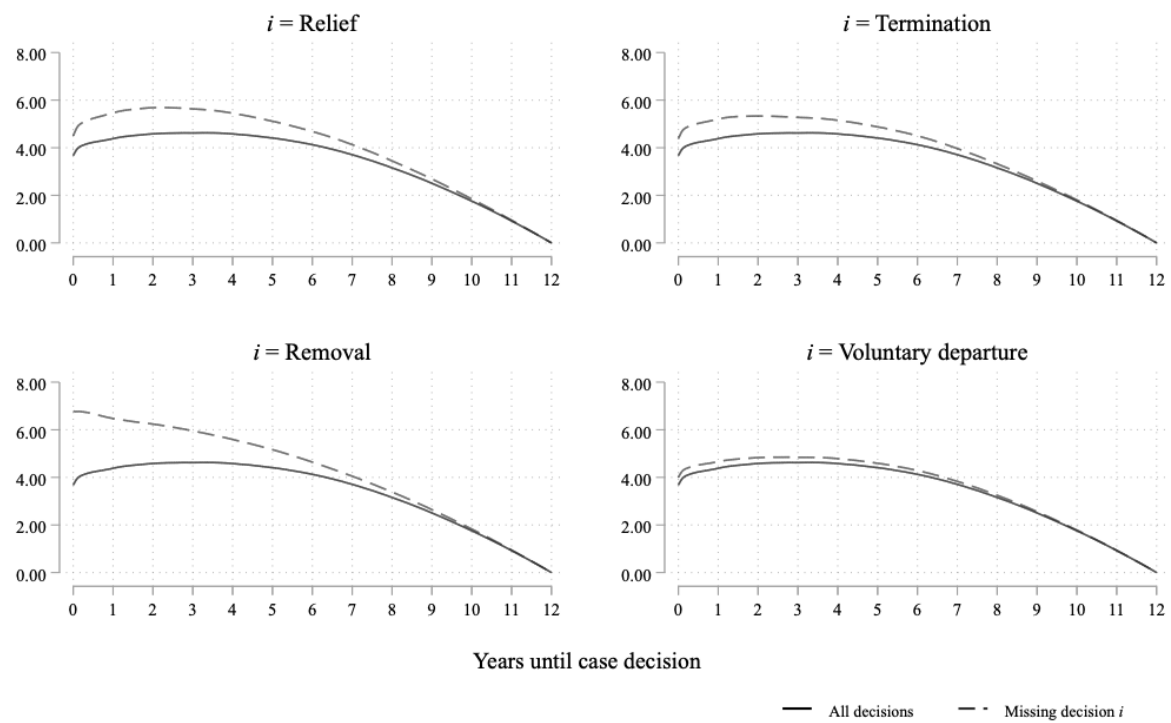 i = Relief
8.00
6.00
4.00
2.00
0.00
0 1 2 3 4 5 6 7 8 9 10 11 12
i = Termination
8.00
6.00
4.00
2.00
0.00
0 1 2 3 4 5 6 7 8 9 10 11 12
i = Removal
8.00
6.00
4.00
2.00
0.00
0 1 2 3 4 5 6 7 8 9 10 11 12
i = Voluntary departure
8.00
6.00
4.00
2.00
0.00
0 1 2 3 4 5 6 7 8 9 10 11 12
Years until case decision
All decisions Missing decision i